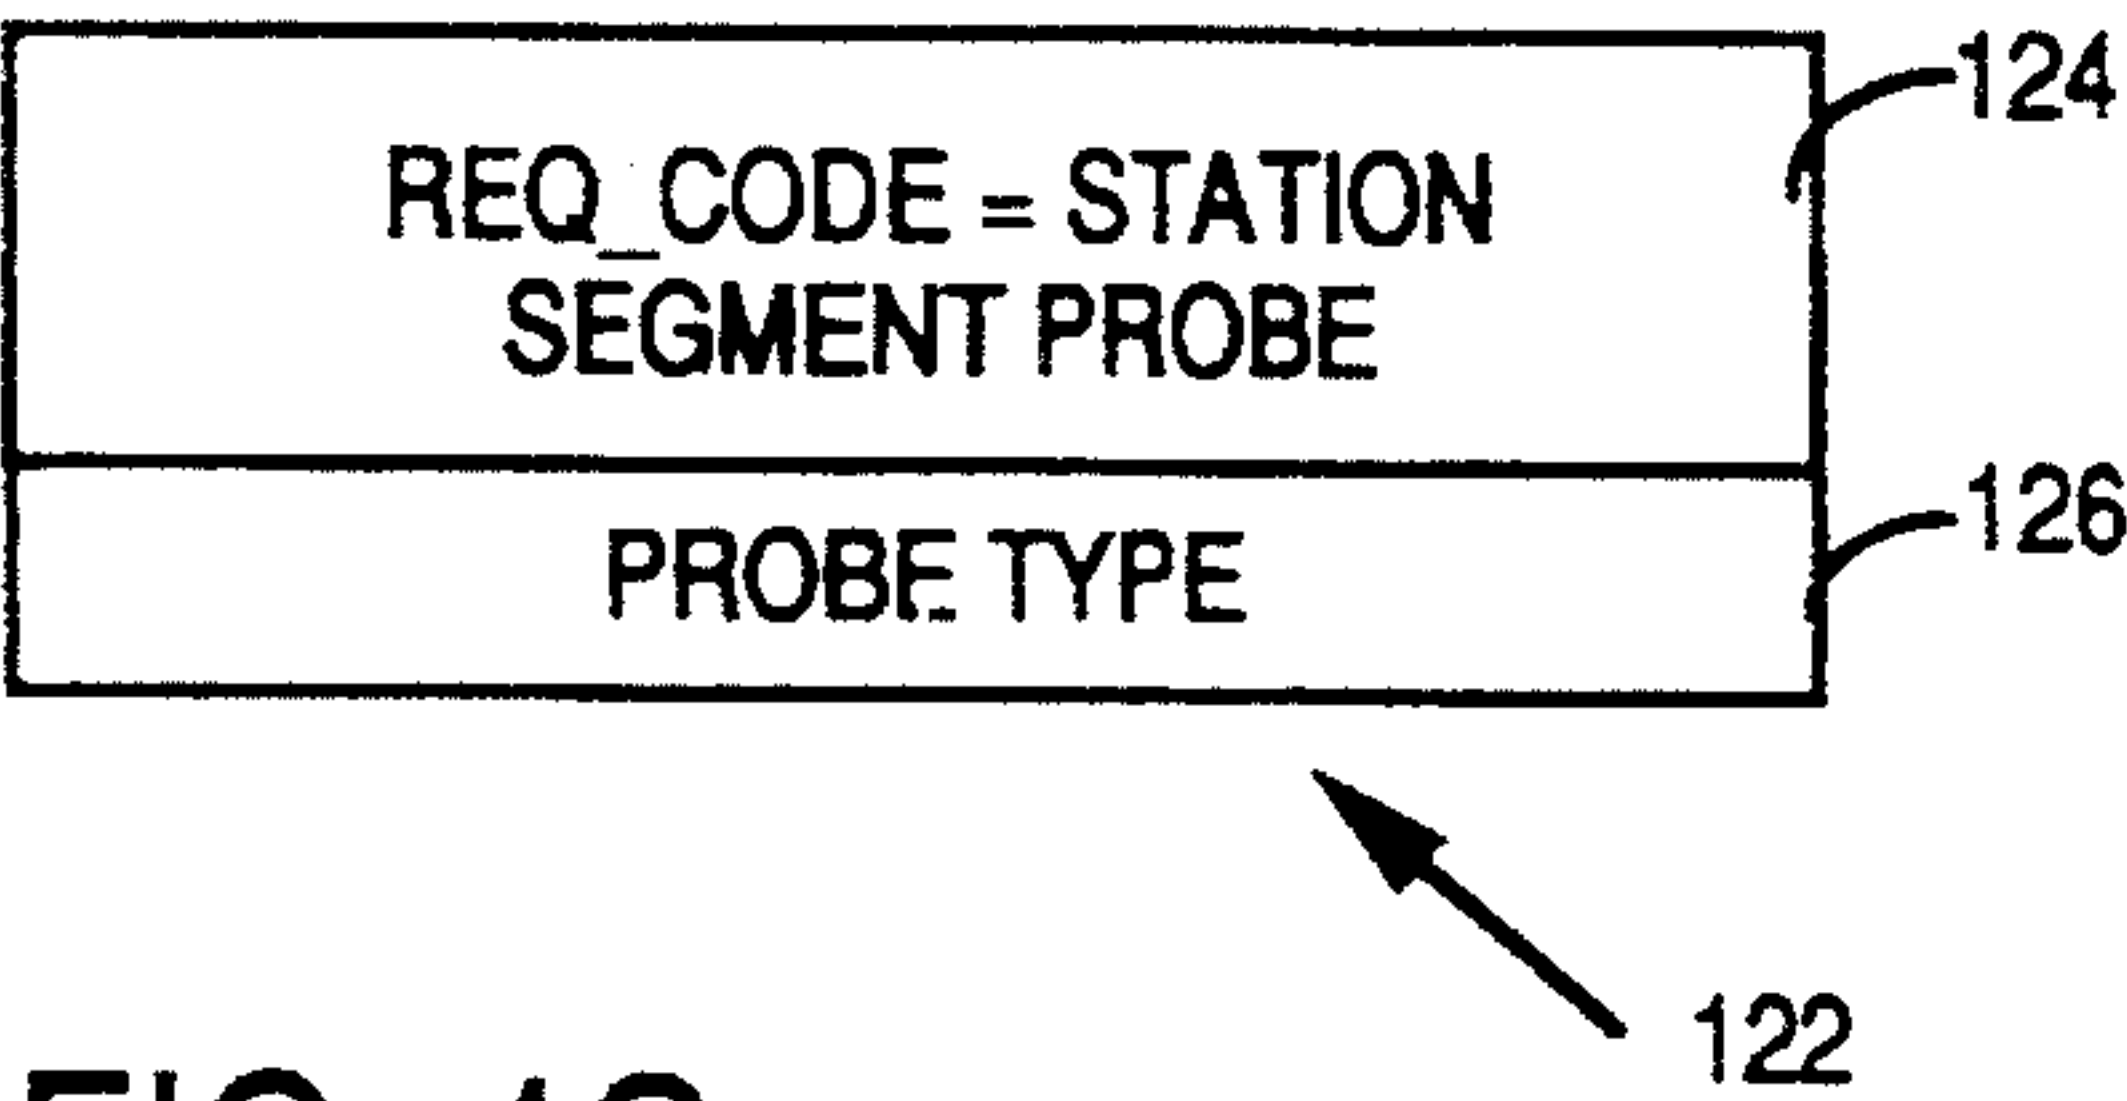 124
REQ_CODE = STATION
SEGMENT PROBE
126
PROBE TYPE
122